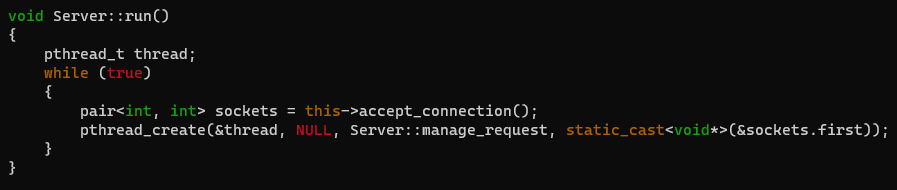 void Server::run()
{
    pthread_t thread;
    while (true)
    {
        pair<int, int> sockets = this->accept_connection();
        pthread_create(&thread, NULL, Server::manage_request, static_cast<void*>(&sockets.first));
    }
}